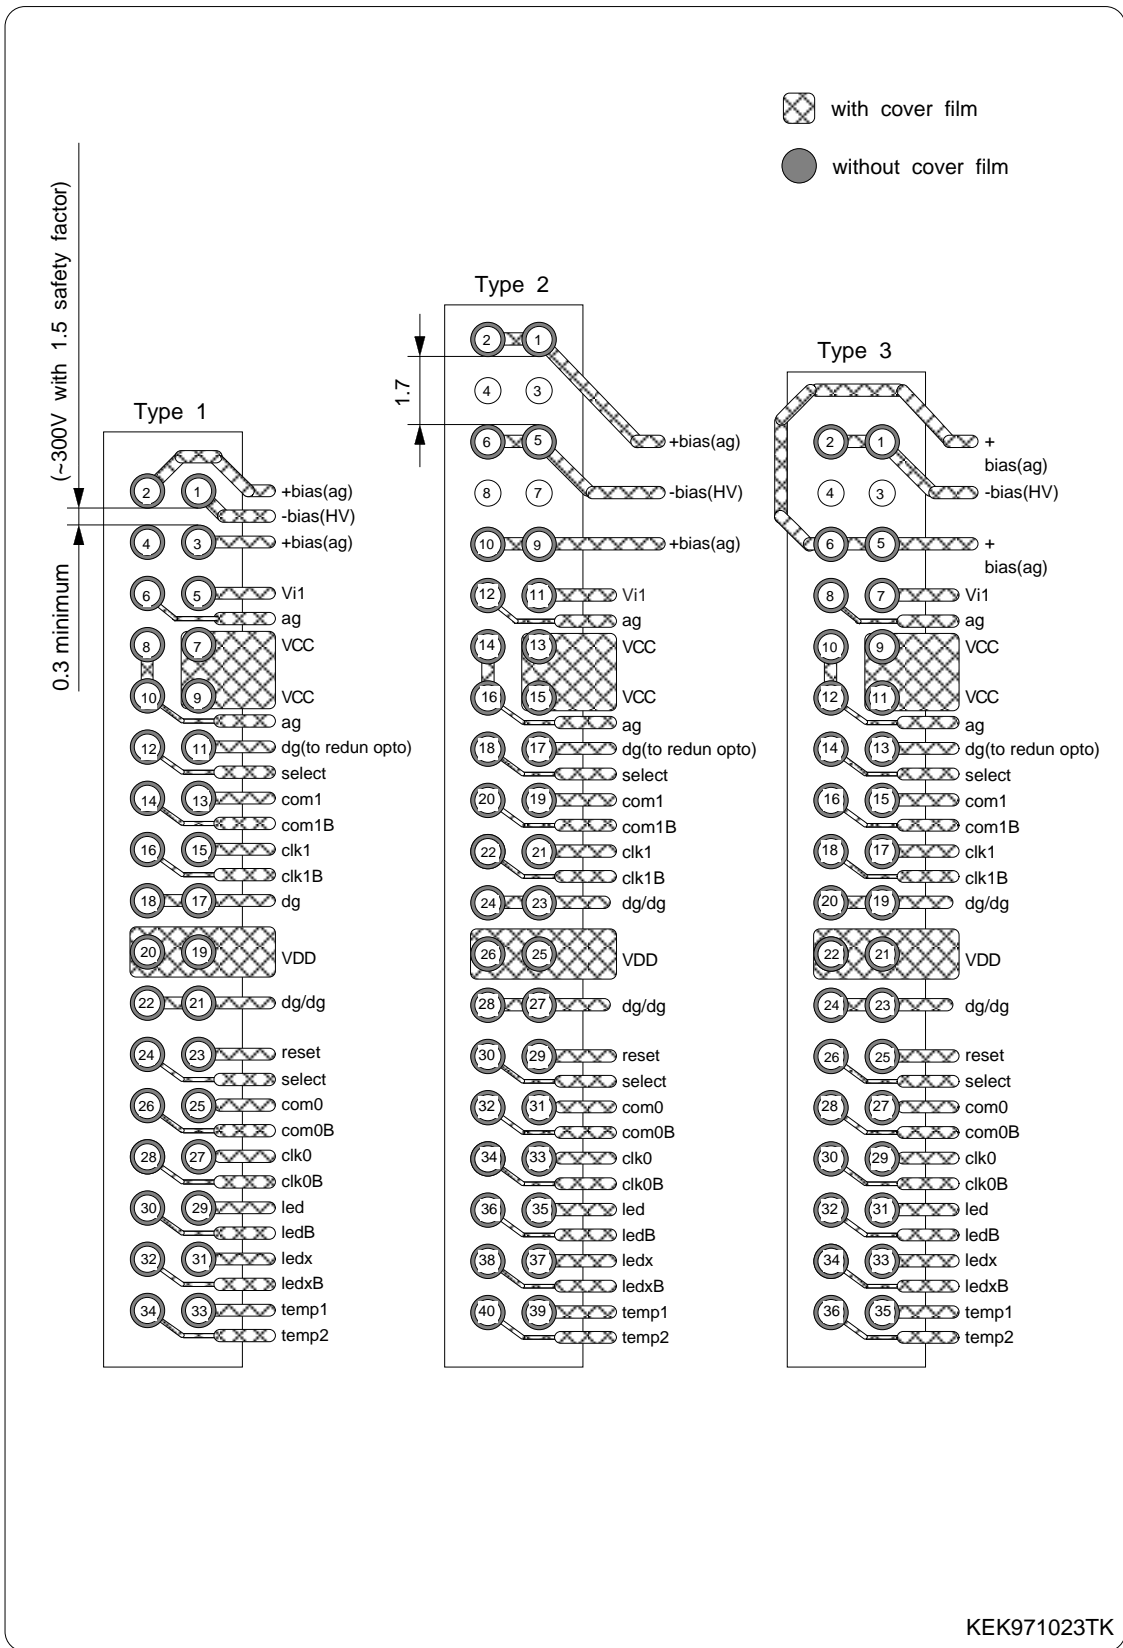 with cover film
without cover film
(~300V with 1.5 safety factor)
0.3 minimum
Type 1
2 1 +bias(ag)
-bias(HV)
4 3 +bias(ag)
6 5 Vi1
ag
8 7 VCC
10 9 VCC
ag
12 11 dg(to redun opto)
select
14 13 com1
com1B
16 15 clk1
clk1B
18 17 dg
20 19 VDD
22 21 dg/dg
24 23 reset
select
26 25 com0
com0B
28 27 clk0
clk0B
30 29 led
ledB
32 31 ledx
ledxB
34 33 temp1
temp2
Type 2
1.7
2 1
4 3
+bias(ag)
6 5
8 7 -bias(HV)
10 9 +bias(ag)
12 11 Vi1
ag
14 13 VCC
16 15 VCC
ag
18 17 dg(to redun opto)
select
20 19 com1
com1B
22 21 clk1
clk1B
24 23 dg/dg
26 25 VDD
28 27 dg/dg
30 29 reset
select
32 31 com0
com0B
34 33 clk0
clk0B
36 35 led
ledB
38 37 ledx
ledxB
40 39 temp1
temp2
Type 3
2 1 +
bias(ag)
4 3 -bias(HV)
6 5 +
bias(ag)
8 7 Vi1
ag
10 9 VCC
12 11 VCC
ag
14 13 dg(to redun opto)
select
16 15 com1
com1B
18 17 clk1
clk1B
20 19 dg/dg
22 21 VDD
24 23 dg/dg
26 25 reset
select
28 27 com0
com0B
30 29 clk0
clk0B
32 31 led
ledB
34 33 ledx
ledxB
36 35 temp1
temp2
KEK971023TK